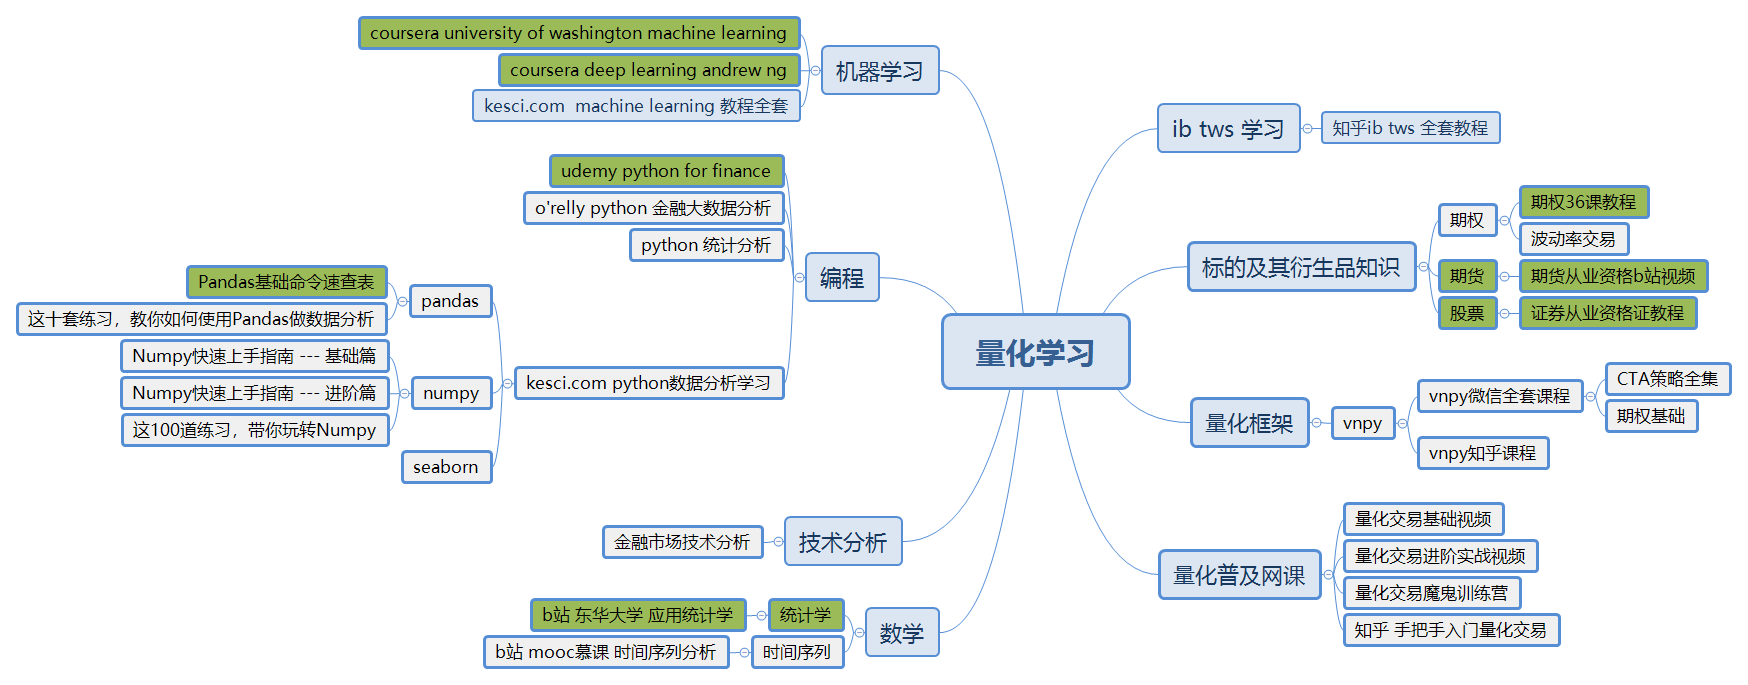 量化学习
机器学习
coursera university of washington machine learning
coursera deep learning andrew ng
kesci.com  machine learning 教程全套
编程
udemy python for finance
o'relly python 金融大数据分析
python 统计分析
kesci.com python数据分析学习
pandas
Pandas基础命令速查表
这十套练习，教你如何使用Pandas做数据分析
numpy
Numpy快速上手指南 --- 基础篇
Numpy快速上手指南 --- 进阶篇
这100道练习，带你玩转Numpy
seaborn
技术分析
金融市场技术分析
数学
统计学
b站 东华大学 应用统计学
时间序列
b站 mooc慕课 时间序列分析
ib tws 学习
知乎ib tws 全套教程
标的及其衍生品知识
期权
期权36课教程
波动率交易
期货
期货从业资格b站视频
股票
证券从业资格证教程
量化框架
vnpy
vnpy微信全套课程
CTA策略全集
期权基础
vnpy知乎课程
量化普及网课
量化交易基础视频
量化交易进阶实战视频
量化交易魔鬼训练营
知乎 手把手入门量化交易